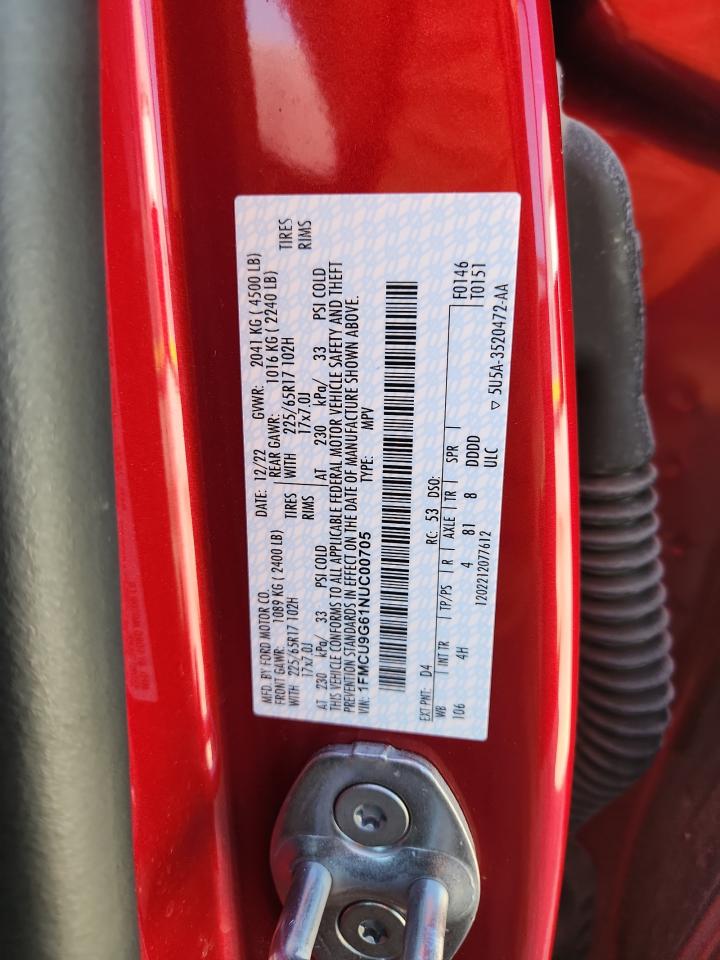 MFD. BY FORD MOTOR CO.
DATE: 12/22 GVWR: 2041 KG ( 4500 LB)
FRONT GAWR: 1089 KG ( 2400 LB) REAR GAWR: 1016 KG ( 2240 LB)
WITH 225/65R17 102H TIRES WITH 225/65R17 102H TIRES
17x7.0J RIMS 17x7.0J RIMS
AT 230 kPa/ 33 PSI COLD AT 230 kPa/ 33 PSI COLD
THIS VEHICLE CONFORMS TO ALL APPLICABLE FEDERAL MOTOR VEHICLE SAFETY AND THEFT
PREVENTION STANDARDS IN EFFECT ON THE DATE OF MANUFACTURE SHOWN ABOVE.
VIN: 1FMCU9G61NUC00705 TYPE: MPV
EXT PNT: D4 RC: 53 DSO: F0146
WB INT TR TP/PS R AXLE TR SPR T0151
106 4H 4 81 8 DDDD
120221207612 ULC ▽ 5U5A-3520472-AA